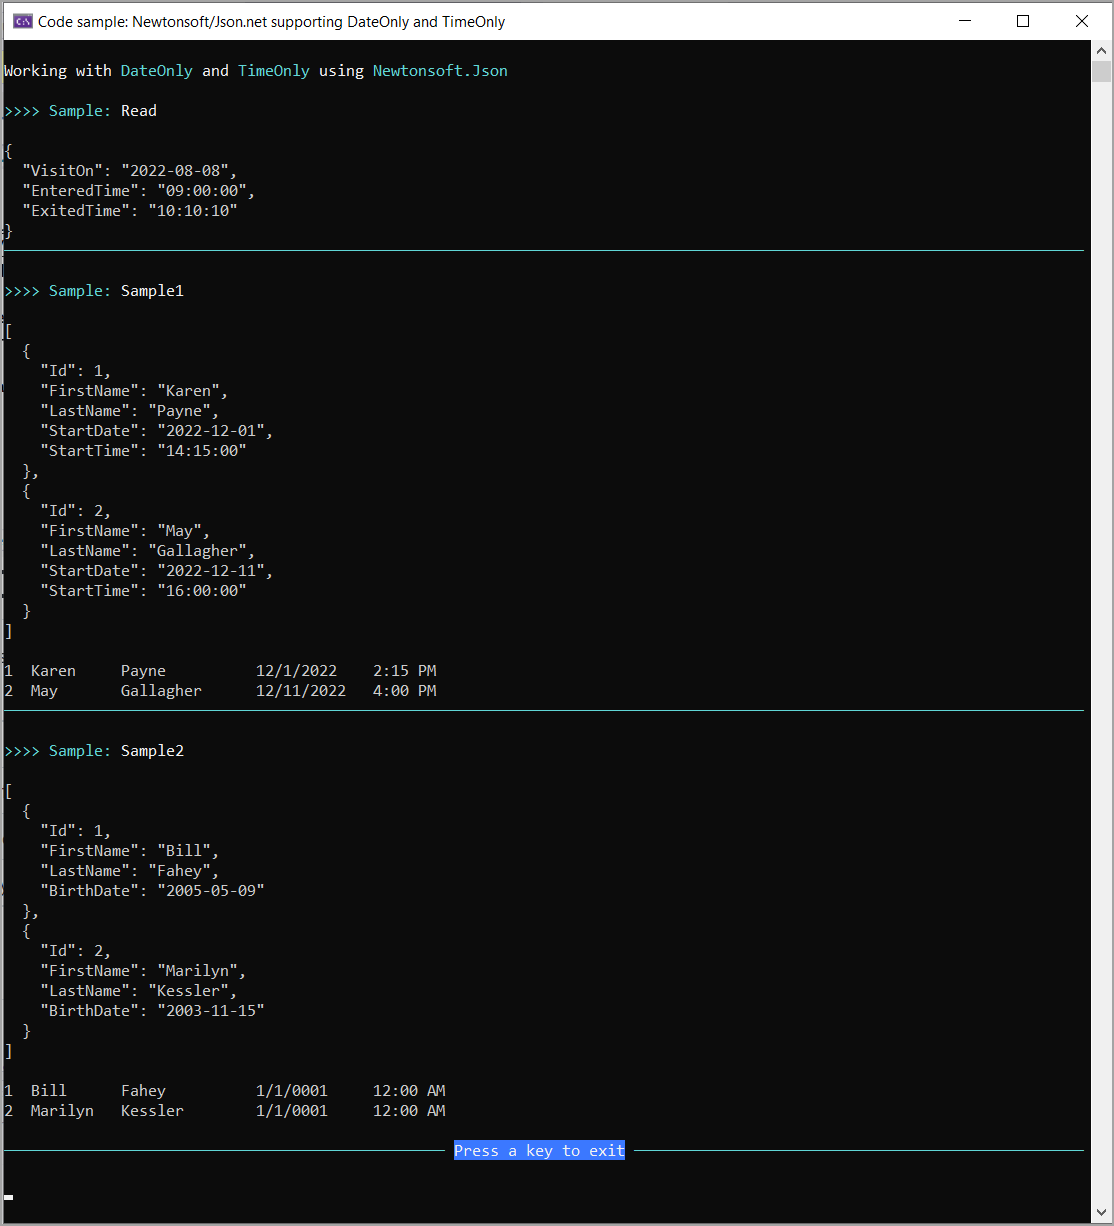 Code sample: Newtonsoft/Json.net supporting DateOnly and TimeOnly
Working with DateOnly and TimeOnly using Newtonsoft.Json
>>>> Sample: Read
{
  "VisitOn": "2022-08-08",
  "EnteredTime": "09:00:00",
  "ExitedTime": "10:10:10"
}
>>>> Sample: Sample1
[
  {
    "Id": 1,
    "FirstName": "Karen",
    "LastName": "Payne",
    "StartDate": "2022-12-01",
    "StartTime": "14:15:00"
  },
  {
    "Id": 2,
    "FirstName": "May",
    "LastName": "Gallagher",
    "StartDate": "2022-12-11",
    "StartTime": "16:00:00"
  }
]
1  Karen     Payne          12/1/2022    2:15 PM
2  May       Gallagher      12/11/2022   4:00 PM
>>>> Sample: Sample2
[
  {
    "Id": 1,
    "FirstName": "Bill",
    "LastName": "Fahey",
    "BirthDate": "2005-05-09"
  },
  {
    "Id": 2,
    "FirstName": "Marilyn",
    "LastName": "Kessler",
    "BirthDate": "2003-11-15"
  }
]
1  Bill      Fahey          1/1/0001     12:00 AM
2  Marilyn   Kessler        1/1/0001     12:00 AM
Press a key to exit